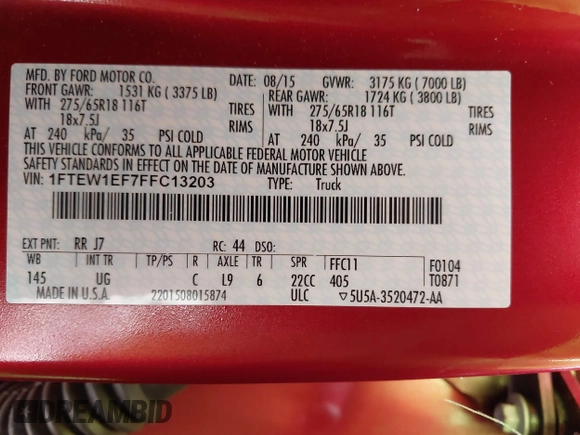 MFD. BY FORD MOTOR CO. DATE: 08/15 GVWR: 3175 KG ( 7000 LB)
FRONT GAWR: 1531 KG ( 3375 LB) REAR GAWR: 1724 KG ( 3800 LB)
WITH 275/65R18 116T TIRES WITH 275/65R18 116T TIRES
18x7.5J RIMS 18x7.5J RIMS
AT 240 kPa/ 35 PSI COLD AT 240 kPa/ 35 PSI COLD
THIS VEHICLE CONFORMS TO ALL APPLICABLE FEDERAL MOTOR VEHICLE
SAFETY STANDARDS IN EFFECT ON THE DATE OF MANUFACTURE SHOWN ABOVE.
VIN: 1FTEW1EF7FFC13203 TYPE: Truck
EXT PNT: RR J7 RC: 44 DSO: FFC11 F0104
WB INT TR TP/PS R AXLE TR SPR 405 T0871
145 UG C L9 6 22CC
MADE IN U.S.A. 2201508015874 ULC ▽5U5A-3520472-AA
DREAMBID